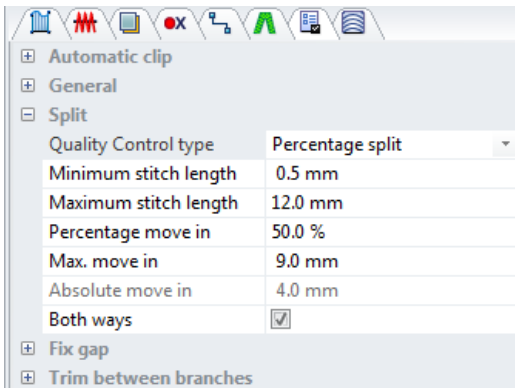 Automatic clip
General
Split
Quality Control type Percentage split
Minimum stitch length 0.5 mm
Maximum stitch length 12.0 mm
Percentage move in 50.0 %
Max. move in 9.0 mm
Absolute move in 4.0 mm
Both ways
Fix gap
Trim between branches